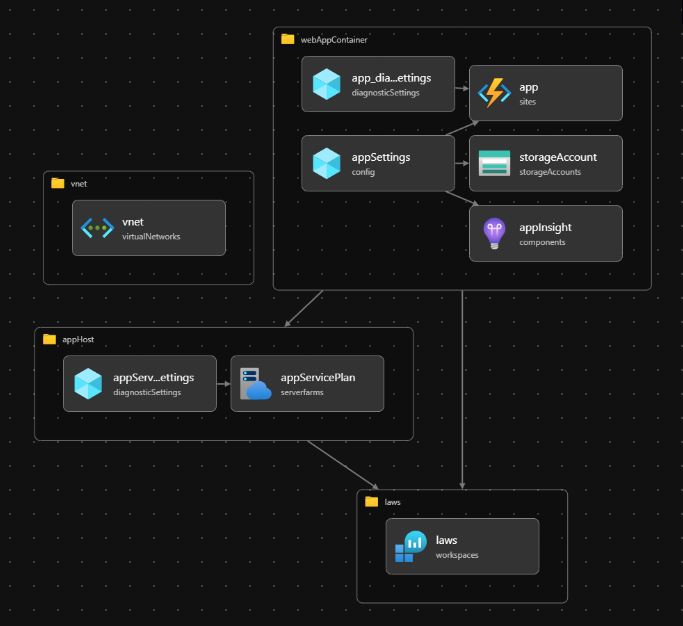 webAppContainer
app_dia...ettings
diagnosticSettings
app
sites
appSettings
config
storageAccount
storageAccounts
appInsight
components
vnet
vnet
virtualNetworks
appHost
appServ...ettings
diagnosticSettings
appServicePlan
serverfarms
laws
laws
workspaces